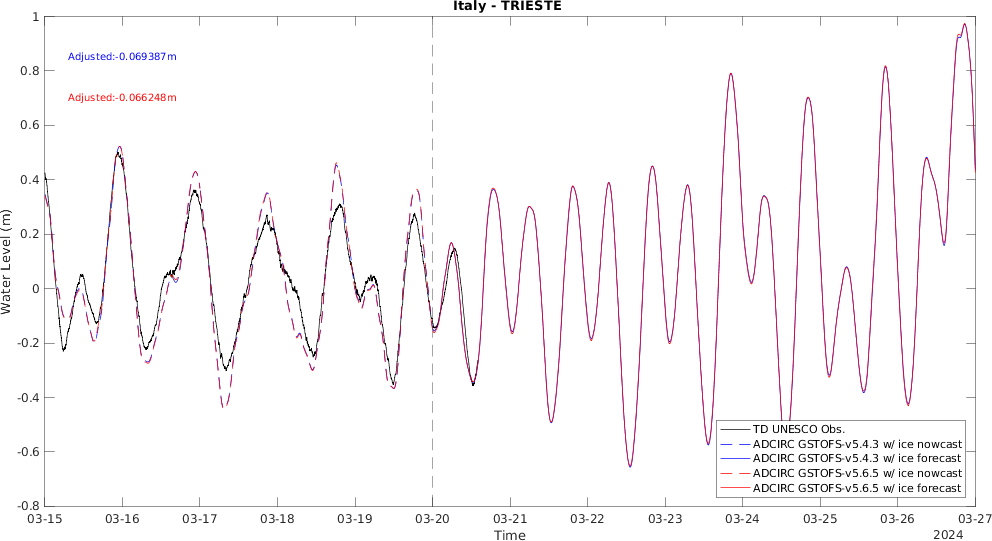 Italy - TRIESTE
1
0.8
0.6
0.4
0.2
0
-0.2
-0.4
-0.6
-0.8
Water Level (m)
Adjusted:-0.069387m
Adjusted:-0.066248m
TD UNESCO Obs.
ADCIRC GSTOFS-v5.4.3 w/ ice nowcast
ADCIRC GSTOFS-v5.4.3 w/ ice forecast
ADCIRC GSTOFS-v5.6.5 w/ ice nowcast
ADCIRC GSTOFS-v5.6.5 w/ ice forecast
03-15 03-16 03-17 03-18 03-19 03-20 03-21 03-22 03-23 03-24 03-25 03-26 03-27
Time
2024